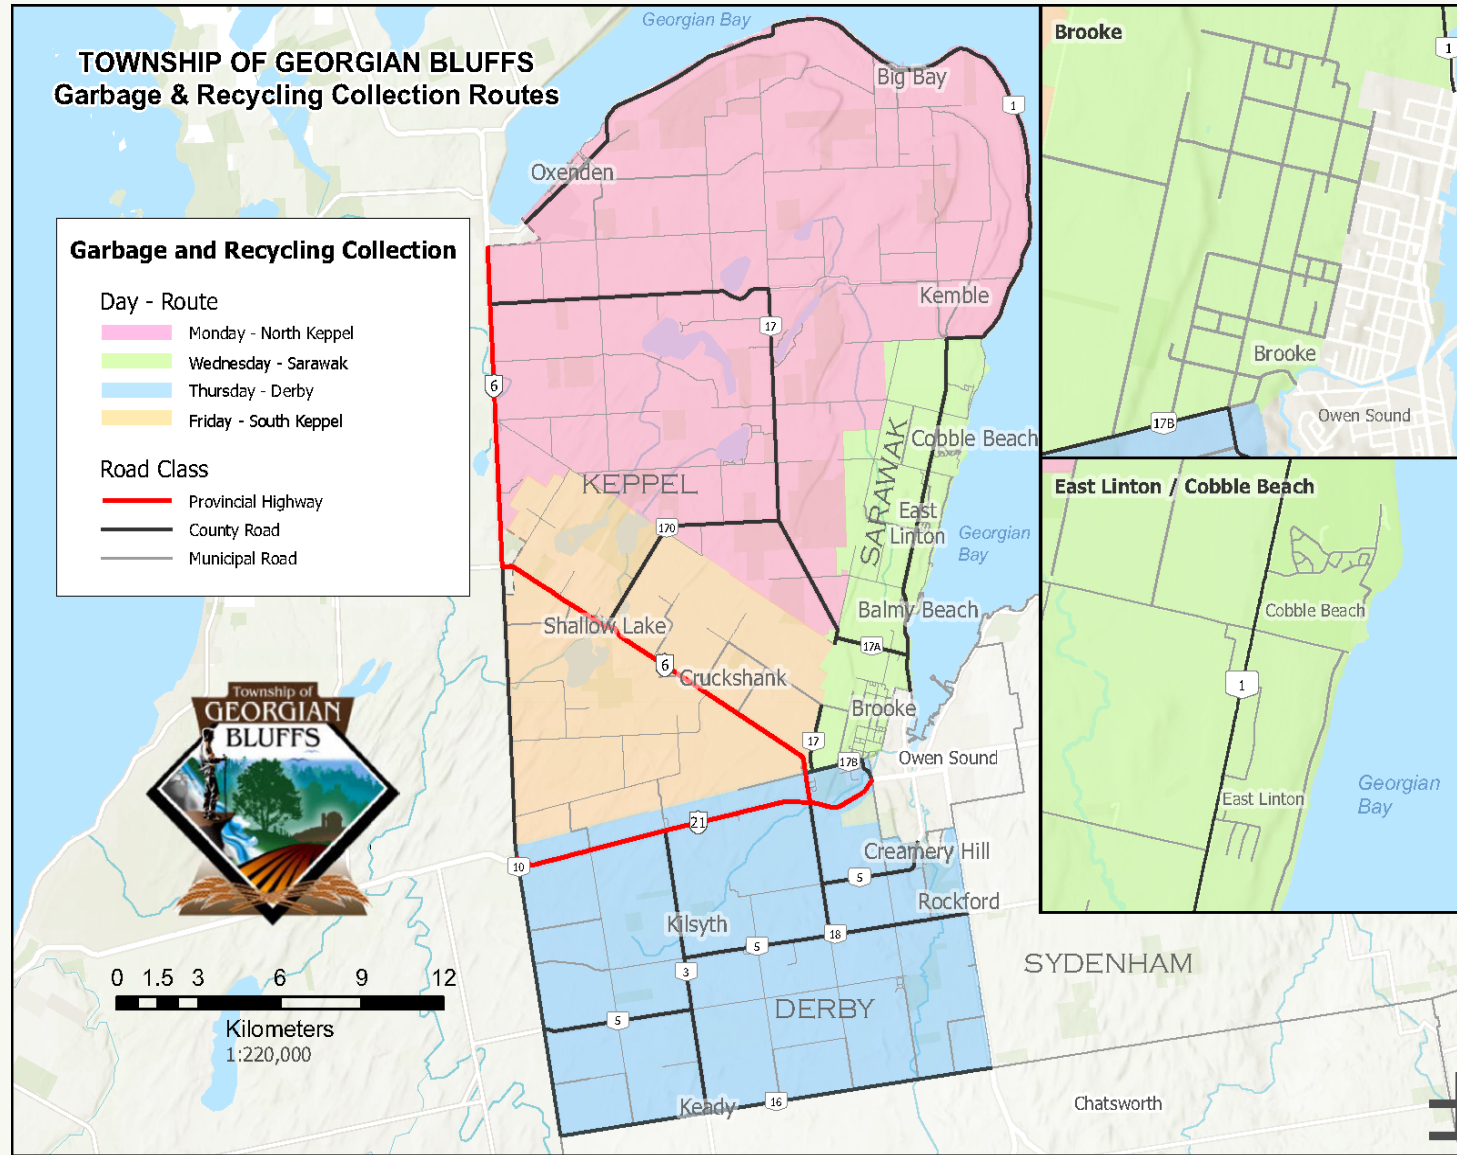 TOWNSHIP OF GEORGIAN BLUFFS
Garbage & Recycling Collection Routes
Georgian Bay
Big Bay
1
Oxenden
Garbage and Recycling Collection
Day - Route
Monday - North Keppel
Wednesday - Sarawak
Thursday - Derby
Friday - South Keppel
Road Class
Provincial Highway
County Road
Municipal Road
Kemble
17
6
SARAWAK
Cobble Beach
KEPPEL
170
East
Linton
Georgian
Bay
Shallow Lake
Balmy Beach
17A
6
Cruckshank
Brooke
17
17B
Owen Sound
21
10
Creamery Hill
5
Rockford
Kilsyth
18
5
3
SYDENHAM
DERBY
5
Keady
16
Chatsworth
Township of
GEORGIAN
BLUFFS
0 1.5 3 6 9 12
Kilometers
1:220,000
Brooke
1
Brooke
Owen Sound
17B
East Linton / Cobble Beach
Cobble Beach
1
East Linton
Georgian
Bay